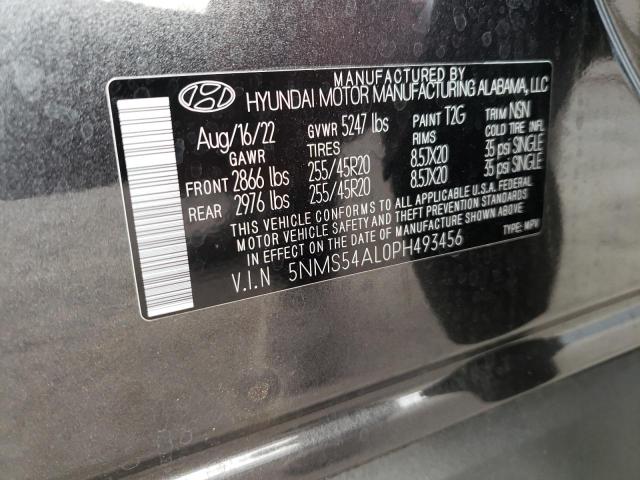 MANUFACTURED BY
HYUNDAI MOTOR MANUFACTURING ALABAMA, LLC
Aug/16/22 GVWR 5247 lbs PAINT T2G TRIM NSN
GAWR TIRES RIMS COLD TIRE INFL.
FRONT 2866 lbs 255/45R20 8.5JX20 35 psi SINGLE
REAR 2976 lbs 255/45R20 8.5JX20 35 psi SINGLE
THIS VEHICLE CONFORMS TO ALL APPLICABLE U.S.A. FEDERAL
MOTOR VEHICLE SAFETY AND THEFT PREVENTION STANDARDS
IN EFFECT ON THE DATE OF MANUFACTURE SHOWN ABOVE.
V.I.N 5NMS54AL0PH493456 TYPE: MPV